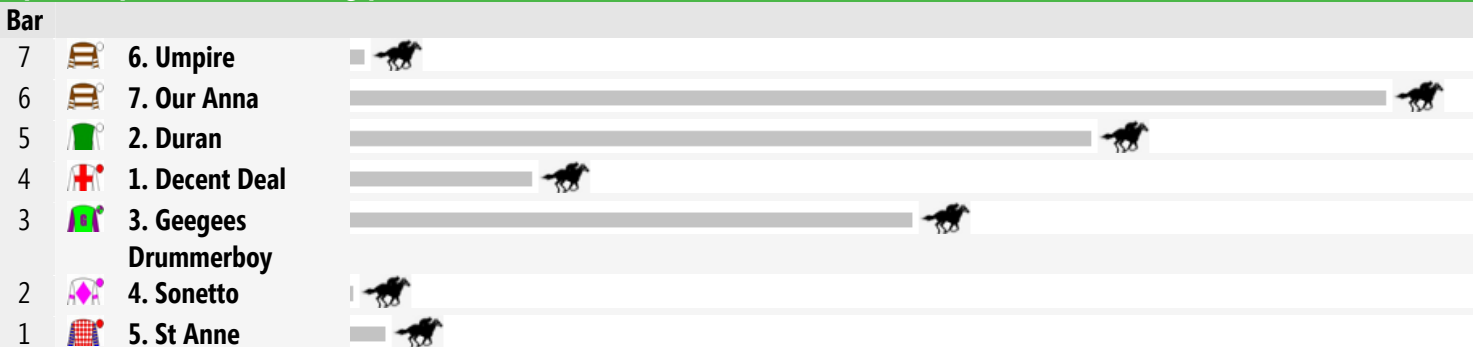 Bar
7 6. Umpire
6 7. Our Anna
5 2. Duran
4 1. Decent Deal
3 3. Geegees
Drummerboy
2 4. Sonetto
1 5. St Anne